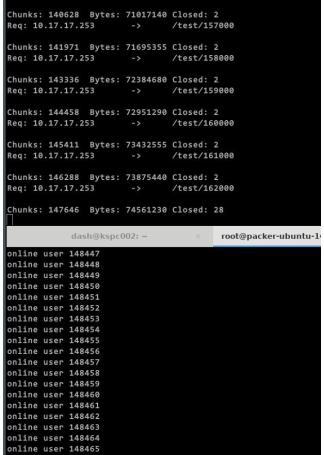 Chunks: 140628  Bytes: 71017140 Closed: 2
Req: 10.17.17.253      ->      /test/157000
Chunks: 141971  Bytes: 71695355 Closed: 2
Req: 10.17.17.253      ->      /test/158000
Chunks: 143336  Bytes: 72384680 Closed: 2
Req: 10.17.17.253      ->      /test/159000
Chunks: 144458  Bytes: 72951290 Closed: 2
Req: 10.17.17.253      ->      /test/160000
Chunks: 145411  Bytes: 73432555 Closed: 2
Req: 10.17.17.253      ->      /test/161000
Chunks: 146288  Bytes: 73875440 Closed: 2
Req: 10.17.17.253      ->      /test/162000
Chunks: 147646  Bytes: 74561230 Closed: 28
dash@kspc002: ~      ×      root@packer-ubuntu-14
online user 148447
online user 148448
online user 148449
online user 148450
online user 148451
online user 148452
online user 148453
online user 148454
online user 148455
online user 148456
online user 148457
online user 148458
online user 148459
online user 148460
online user 148461
online user 148462
online user 148463
online user 148464
online user 148465